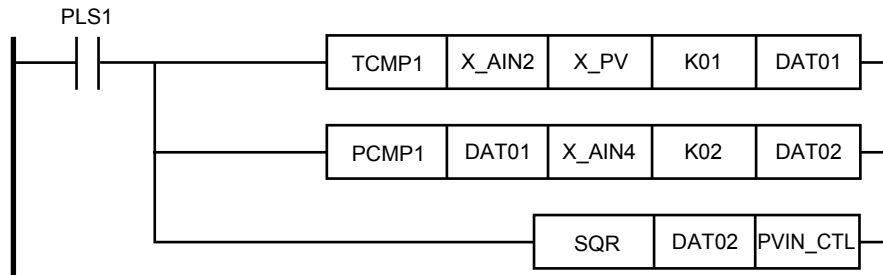 PLS1
TCMP1 X_AIN2 X_PV K01 DAT01
PCMP1 DAT01 X_AIN4 K02 DAT02
SQR DAT02 PVIN_CTL